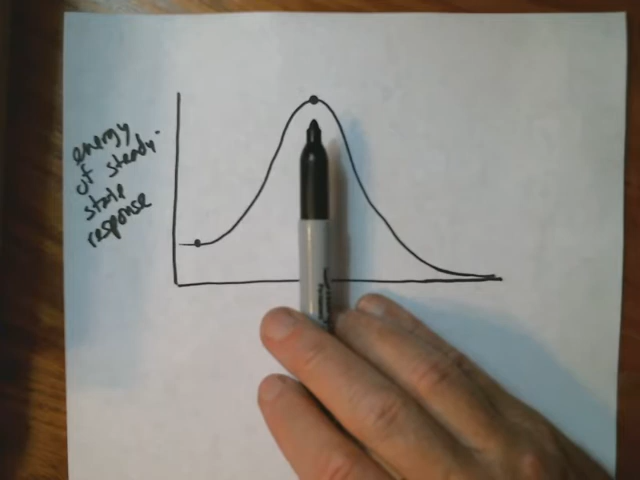 energy
of steady-
state
response